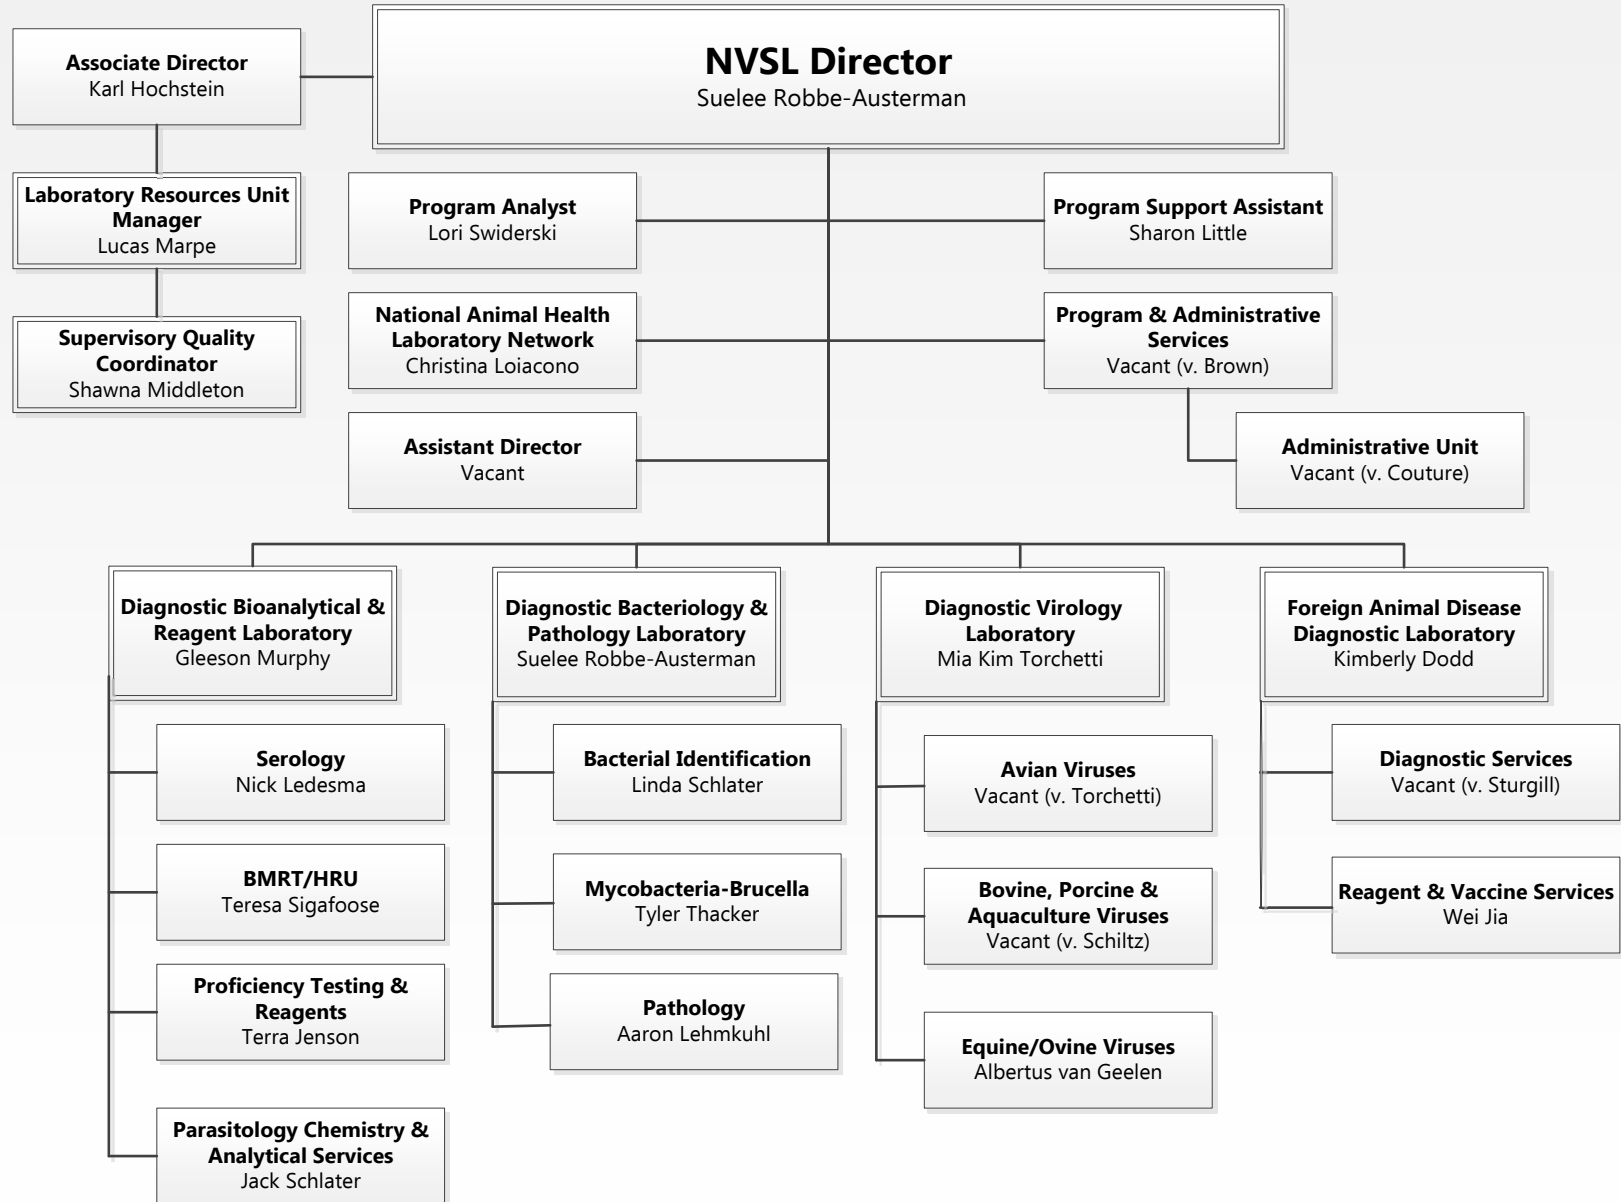 NVSL Director
Suelee Robbe-Austerman
Associate Director
Karl Hochstein
Laboratory Resources Unit
Manager
Lucas Marpe
Supervisory Quality
Coordinator
Shawna Middleton
Program Analyst
Lori Swiderski
Program Support Assistant
Sharon Little
National Animal Health
Laboratory Network
Christina Loiacono
Program & Administrative
Services
Vacant (v. Brown)
Assistant Director
Vacant
Administrative Unit
Vacant (v. Couture)
Diagnostic Bioanalytical &
Reagent Laboratory
Gleeson Murphy
Serology
Nick Ledesma
BMRT/HRU
Teresa Sigafoose
Proficiency Testing &
Reagents
Terra Jenson
Parasitology Chemistry &
Analytical Services
Jack Schlater
Diagnostic Bacteriology &
Pathology Laboratory
Suelee Robbe-Austerman
Bacterial Identification
Linda Schlater
Mycobacteria-Brucella
Tyler Thacker
Pathology
Aaron Lehmkuhl
Diagnostic Virology
Laboratory
Mia Kim Torchetti
Avian Viruses
Vacant (v. Torchetti)
Bovine, Porcine &
Aquaculture Viruses
Vacant (v. Schiltz)
Equine/Ovine Viruses
Albertus van Geelen
Foreign Animal Disease
Diagnostic Laboratory
Kimberly Dodd
Diagnostic Services
Vacant (v. Sturgill)
Reagent & Vaccine Services
Wei Jia